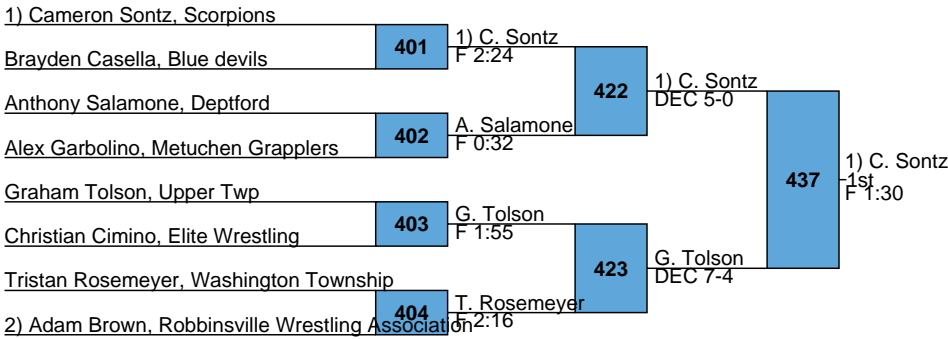 1) Cameron Sontz, Scorpions
401
1) C. Sontz
F 2:24
Brayden Casella, Blue devils
422
1) C. Sontz
DEC 5-0
Anthony Salamone, Deptford
402
A. Salamone
F 0:32
Alex Garbolino, Metuchen Grapplers
437
1) C. Sontz
1st
F 1:30
Graham Tolson, Upper Twp
403
G. Tolson
F 1:55
Christian Cimino, Elite Wrestling
423
G. Tolson
DEC 7-4
Tristan Rosemeyer, Washington Township
404
T. Rosemeyer
F 2:16
2) Adam Brown, Robbinsville Wrestling Association